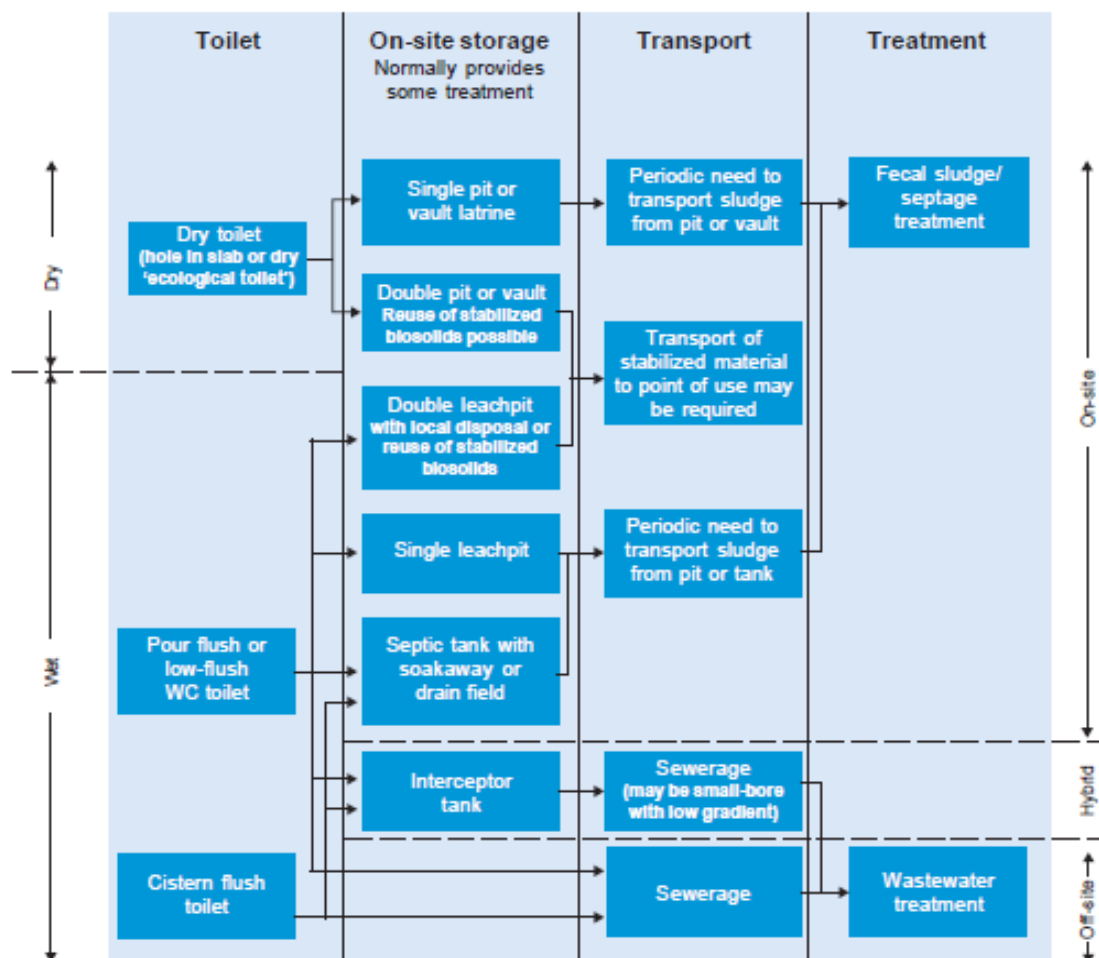 Toilet
On-site storage
Normally provides
some treatment
Transport
Treatment
Dry
Wet
Dry toilet
(hole in slab or dry
‘ecological toilet’)
Pour flush or
low-flush
WC toilet
Cistern flush
toilet
Single pit or
vault latrine
Double pit or vault
Reuse of stabilized
biosolids possible
Double leachpit
with local disposal or
reuse of stabilized
biosolids
Single leachpit
Septic tank with
soakaway or
drain field
Interceptor
tank
Periodic need to
transport sludge
from pit or vault
Transport of
stabilized material
to point of use may
be required
Periodic need to
transport sludge
from pit or tank
Sewerage
(may be small-bore
with low gradient)
Sewerage
Fecal sludge/
septage
treatment
Wastewater
treatment
On-site
Hybrid
Off-site